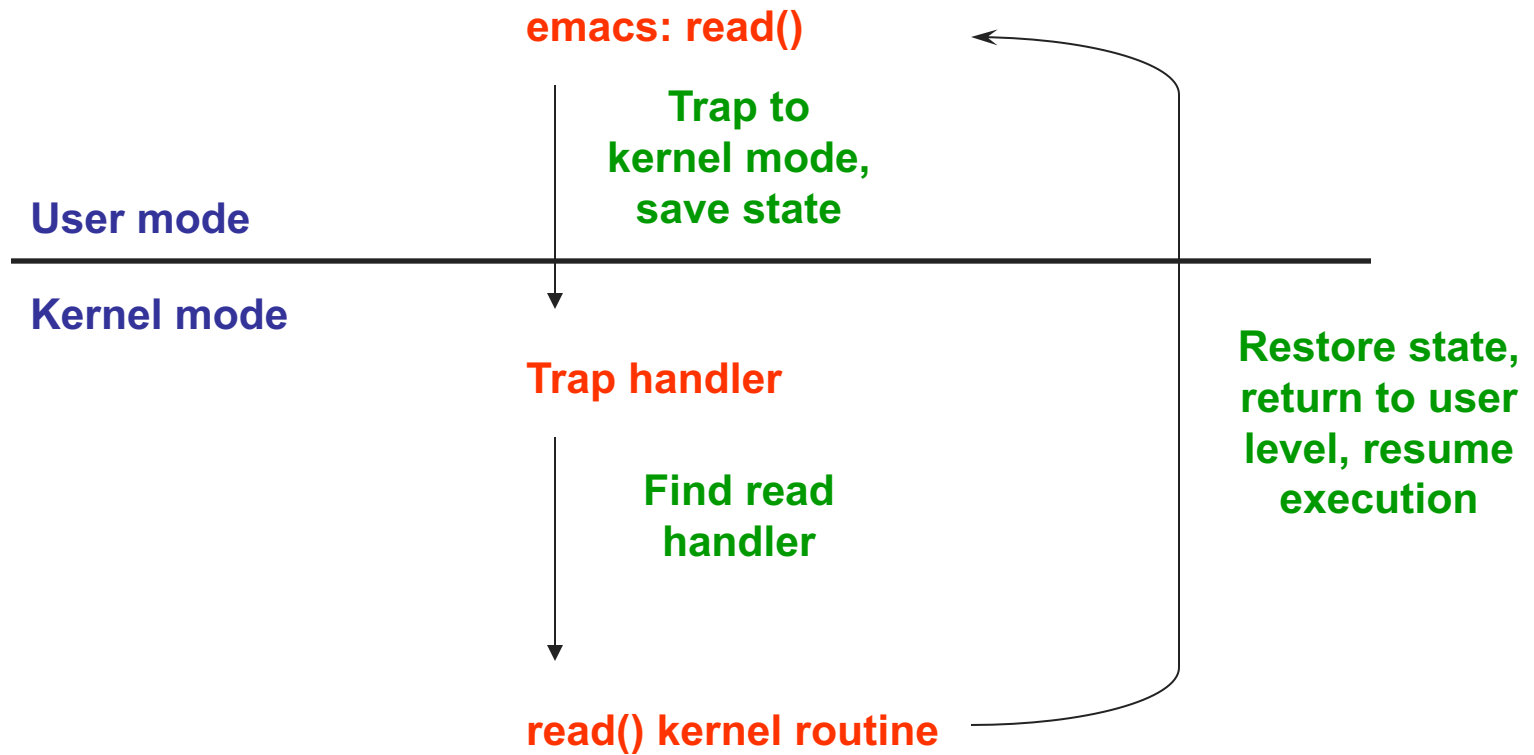 emacs: read()
Trap to
kernel mode,
save state
User mode
Kernel mode
Trap handler
Find read
handler
Restore state,
return to user
level, resume
execution
read() kernel routine